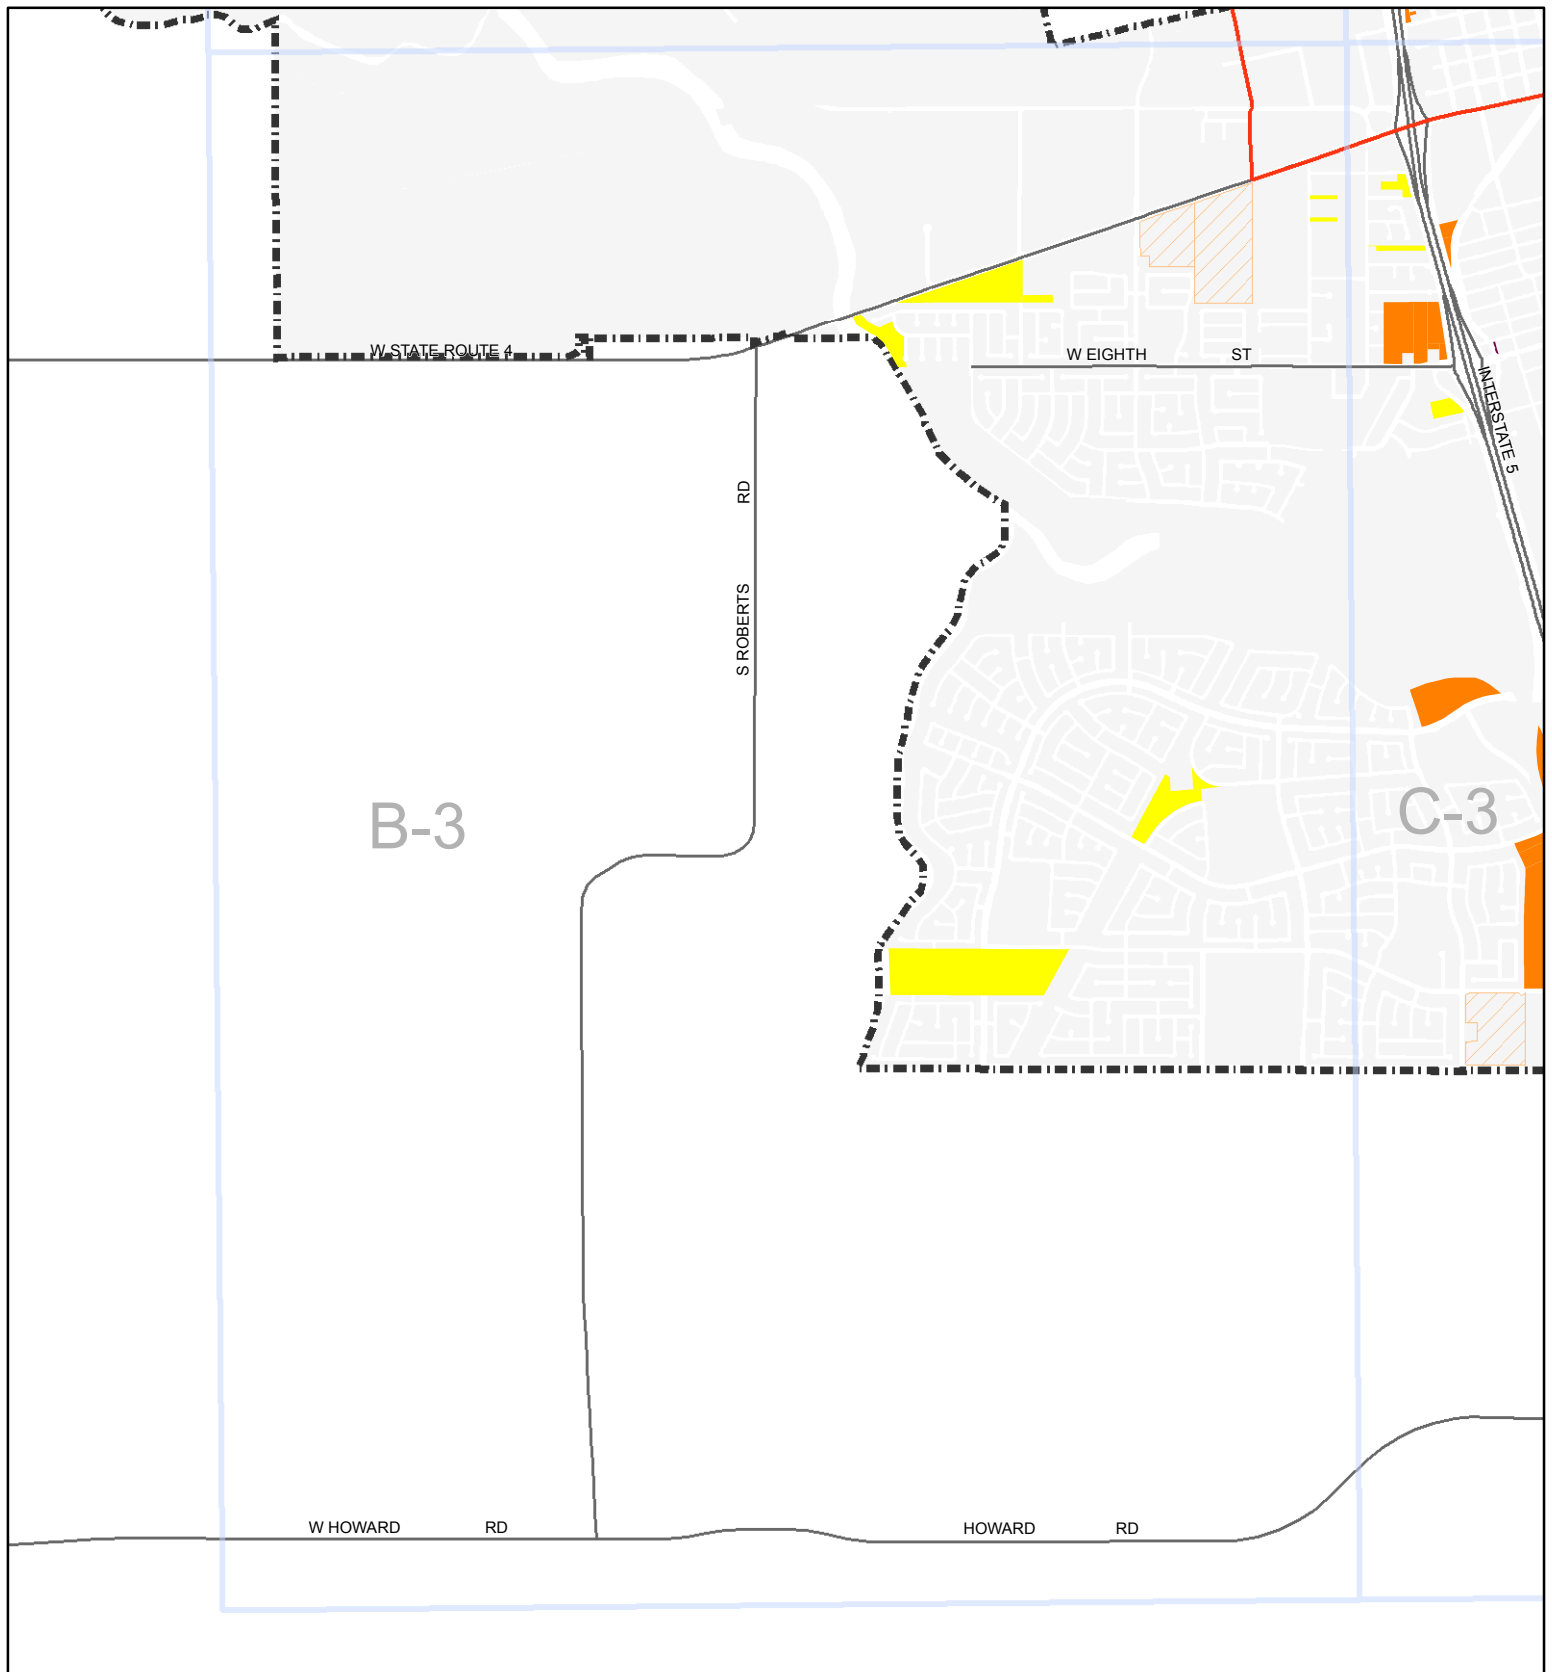 W STATE ROUTE 4
W EIGHTH ST
INTERSTATE 5
S ROBERTS RD
B-3
C-3
W HOWARD RD
HOWARD RD